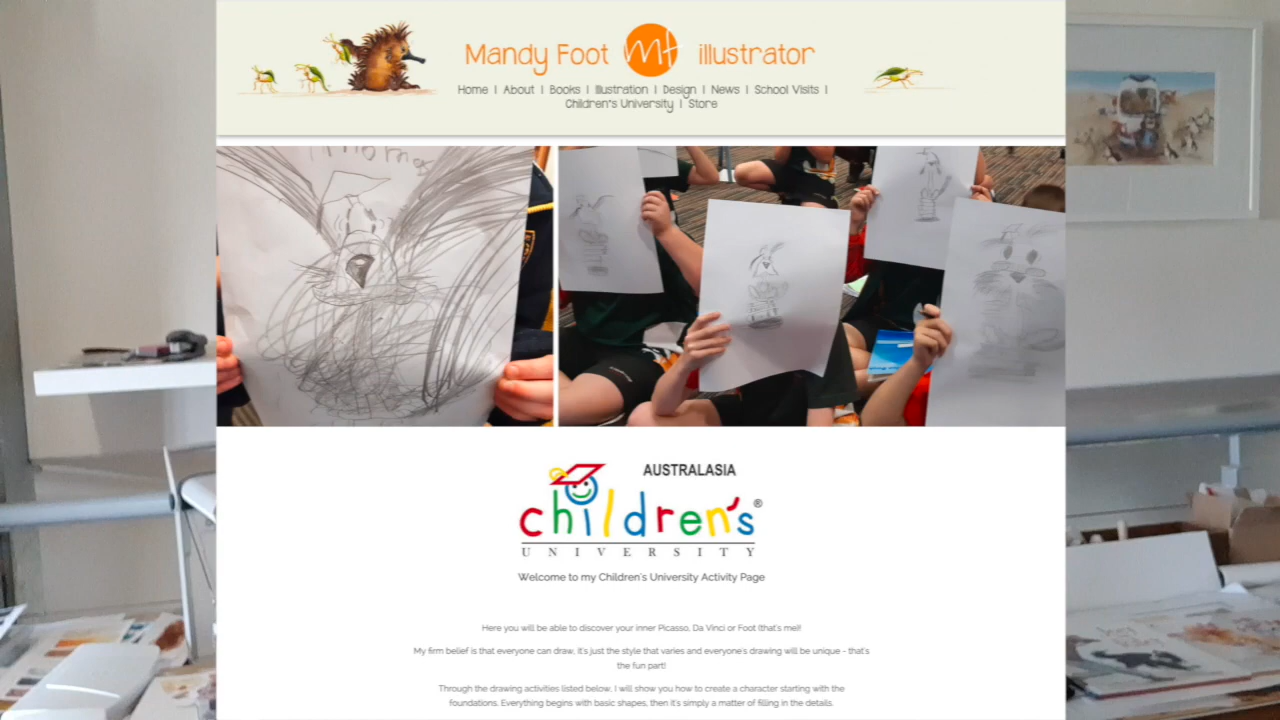 Mandy Foot mf illustrator
Home | About | Books | Illustration | Design | News | School Visits |
Children's University | Store
AUSTRALASIA
children's®
UNIVERSITY
Welcome to my Children's University Activity Page
Here you will be able to discover your inner Picasso, Da Vinci or Foot (that's me)!
My firm belief is that everyone can draw, it's just the style that varies and everyone's drawing will be unique - that's
the fun part!
Through the drawing activities listed below, I will show you how to create a character starting with the
foundations. Everything begins with basic shapes, then it's simply a matter of filling in the details.